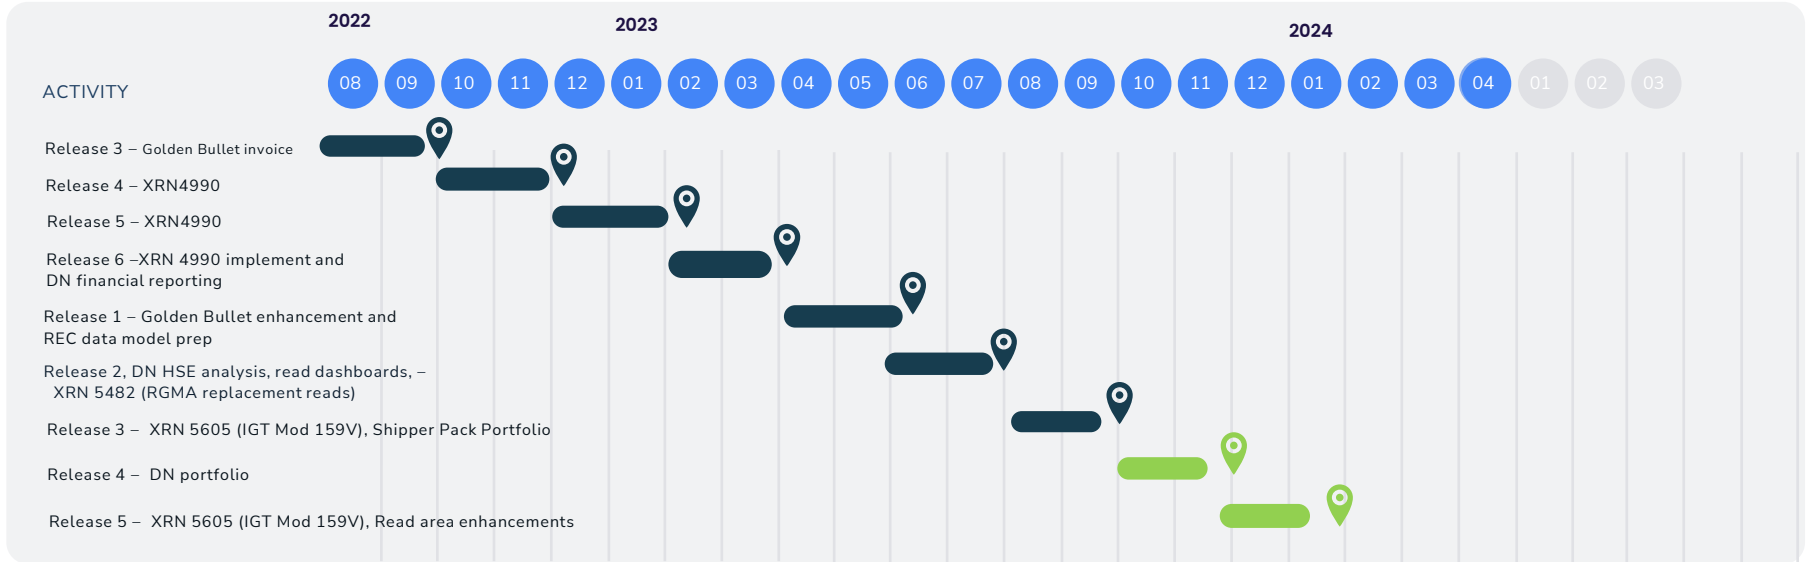 2022
2023
2024
ACTIVITY
08 09 10 11 12 01 02 03 04 05 06 07 08 09 10 11 12 01 02 03 04 01 02 03
Release 3 – Golden Bullet invoice
Release 4 – XRN4990
Release 5 – XRN4990
Release 6 –XRN 4990 implement and
DN financial reporting
Release 1 – Golden Bullet enhancement and
REC data model prep
Release 2, DN HSE analysis, read dashboards, –
XRN 5482 (RGMA replacement reads)
Release 3 – XRN 5605 (IGT Mod 159V), Shipper Pack Portfolio
Release 4 – DN portfolio
Release 5 – XRN 5605 (IGT Mod 159V), Read area enhancements